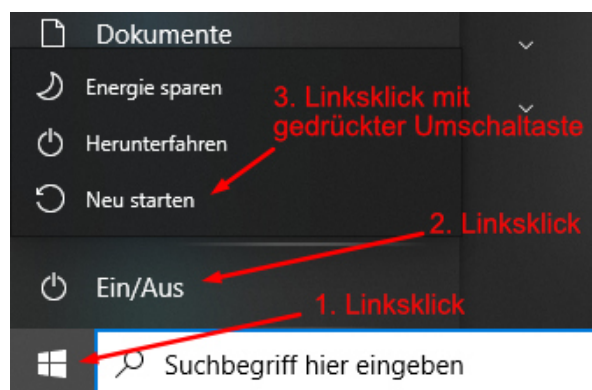 Dokumente
Energie sparen
3. Linksklick mit
gedrückter Umschaltaste
Herunterfahren
Neu starten
2. Linksklick
Ein/Aus
1. Linksklick
Suchbegriff hier eingeben